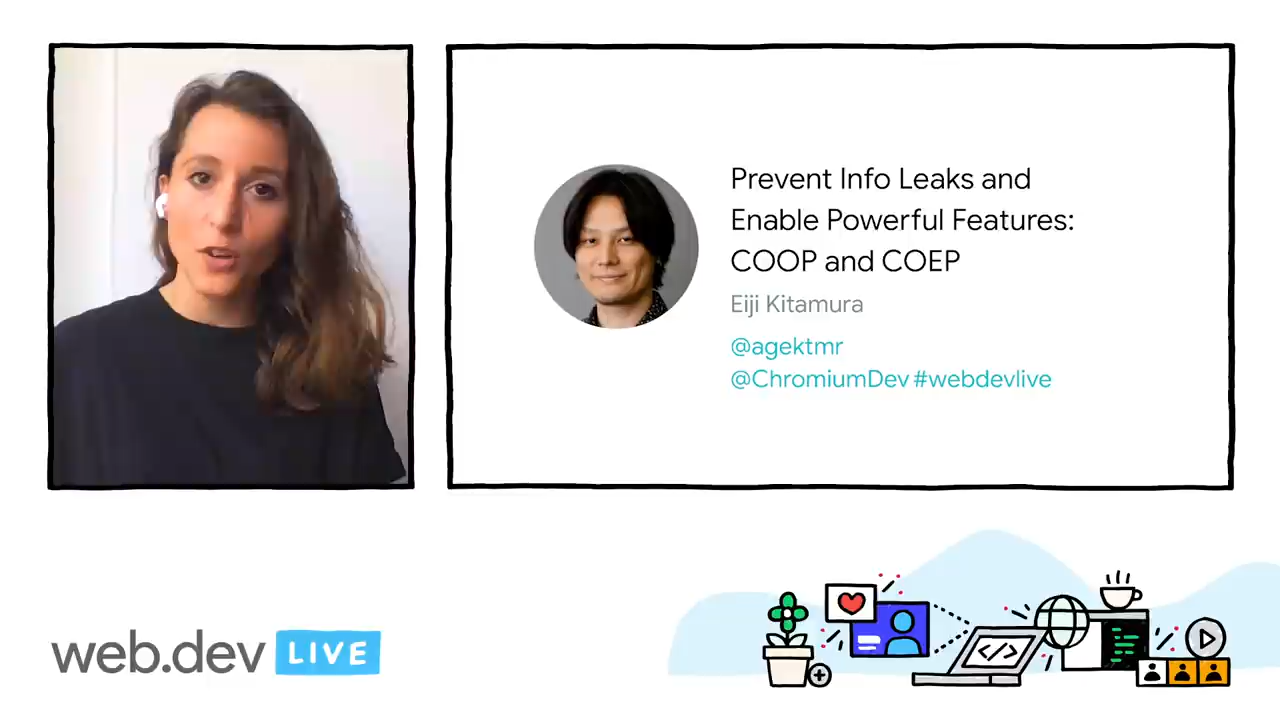 Prevent Info Leaks and
Enable Powerful Features:
COOP and COEP
Eiji Kitamura
@agektmr
@ChromiumDev #webdevlive
web.dev LIVE
</>